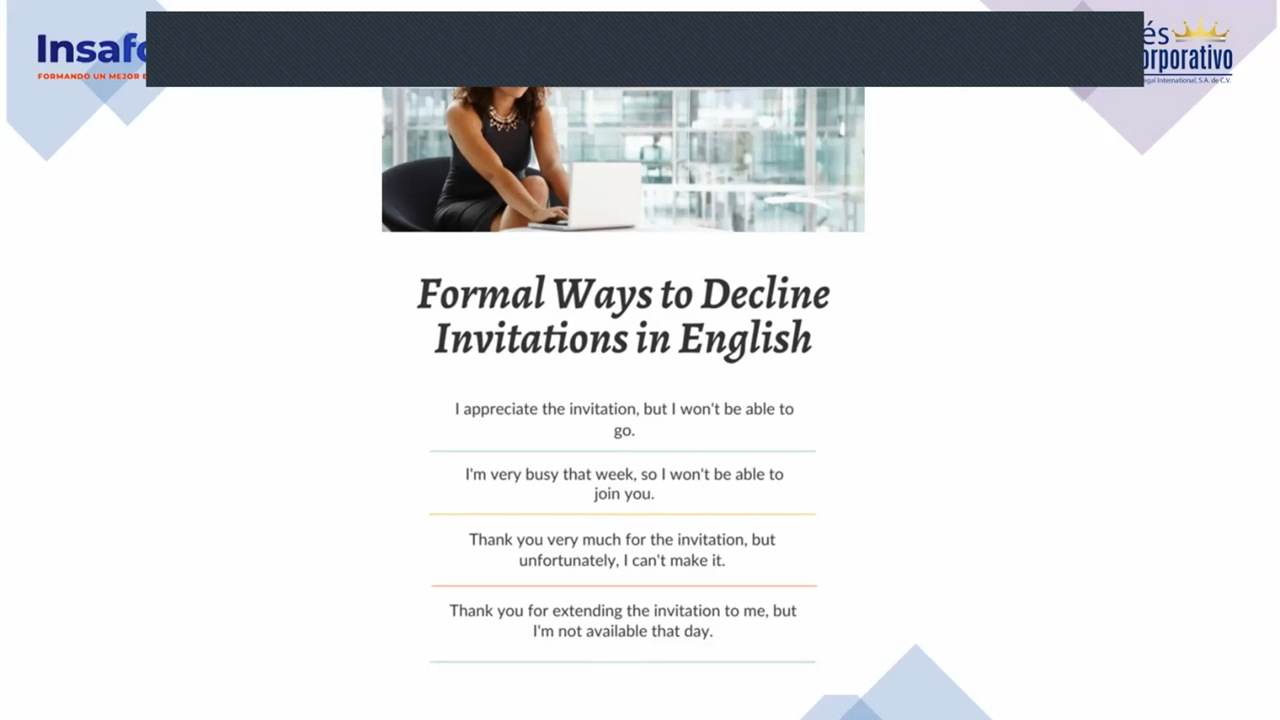 Insafo
FORMANDO UN MEJOR
és
orporativo
egal International, S.A. de C.V.
Formal Ways to Decline
Invitations in English
I appreciate the invitation, but I won't be able to
go.
I'm very busy that week, so I won't be able to
join you.
Thank you very much for the invitation, but
unfortunately, I can't make it.
Thank you for extending the invitation to me, but
I'm not available that day.